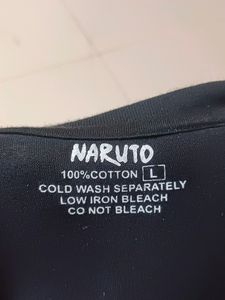 NARUTO
100%COTTON L
COLD WASH SEPARATELY
LOW IRON BLEACH
CO NOT BLEACH